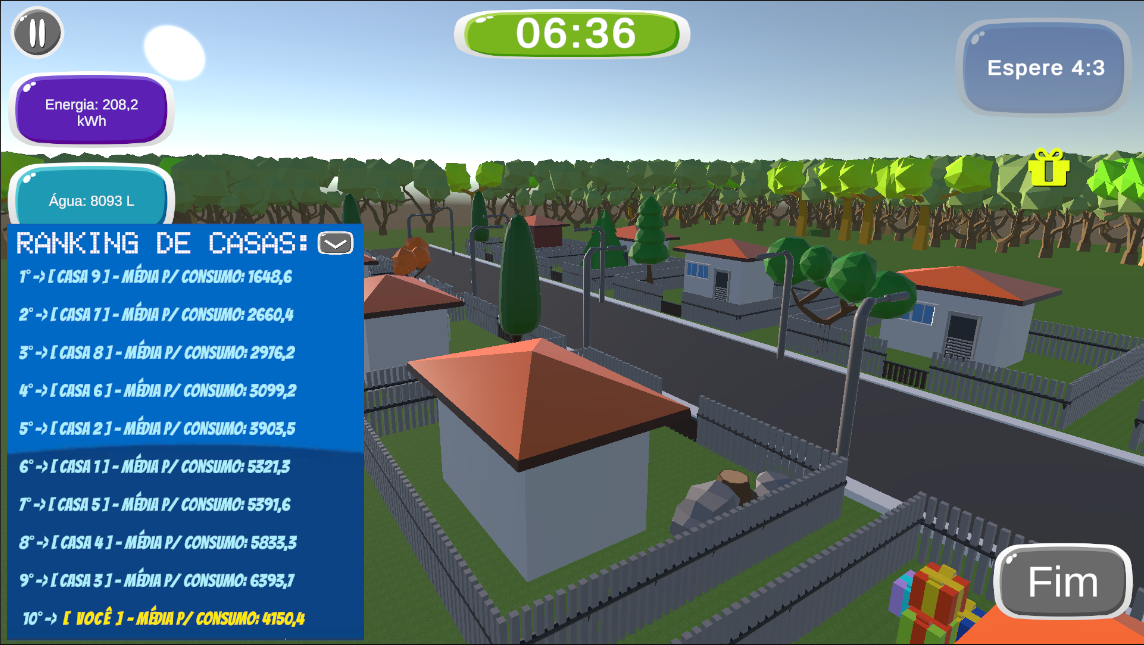 06:36
Espere 4:3
Energia: 208,2
kWh
Água: 8093 L
RANKING DE CASAS:
1° -> [ CASA 9 ] - MÉDIA P/ CONSUMO: 1648,6
2° -> [ CASA 7 ] - MÉDIA P/ CONSUMO: 2660,4
3° -> [ CASA 8 ] - MÉDIA P/ CONSUMO: 2976,2
4° -> [ CASA 6 ] - MÉDIA P/ CONSUMO: 3099,2
5° -> [ CASA 2 ] - MÉDIA P/ CONSUMO: 3903,5
6° -> [ CASA 1 ] - MÉDIA P/ CONSUMO: 5321,3
7° -> [ CASA 5 ] - MÉDIA P/ CONSUMO: 5391,6
8° -> [ CASA 4 ] - MÉDIA P/ CONSUMO: 5833,3
9° -> [ CASA 3 ] - MÉDIA P/ CONSUMO: 6393,7
10° -> [ VOCÊ ] - MÉDIA P/ CONSUMO: 4150,4
Fim